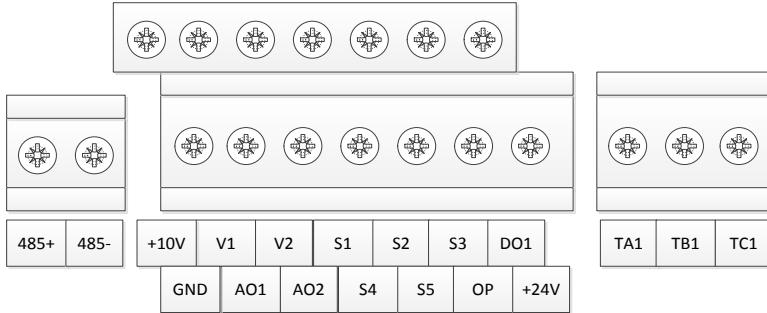 485+ 485- +10V V1 V2 S1 S2 S3 DO1 TA1 TB1 TC1
GND AO1 AO2 S4 S5 OP +24V